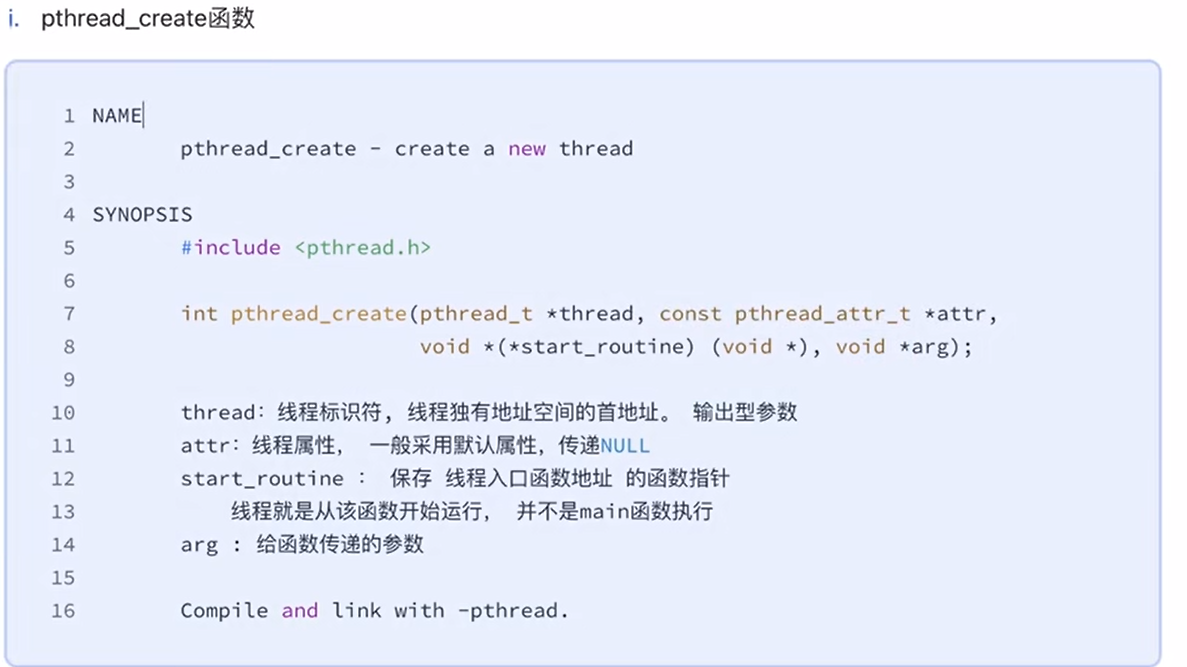 i. pthread_create函数
1 NAME
2 pthread_create - create a new thread
3
4 SYNOPSIS
5 #include <pthread.h>
6
7 int pthread_create(pthread_t *thread, const pthread_attr_t *attr,
8 void *(*start_routine) (void *), void *arg);
9
10 thread: 线程标识符, 线程独有地址空间的首地址。 输出型参数
11 attr: 线程属性, 一般采用默认属性, 传递NULL
12 start_routine : 保存 线程入口函数地址 的函数指针
13 线程就是从该函数开始运行, 并不是main函数执行
14 arg : 给函数传递的参数
15
16 Compile and link with -pthread.